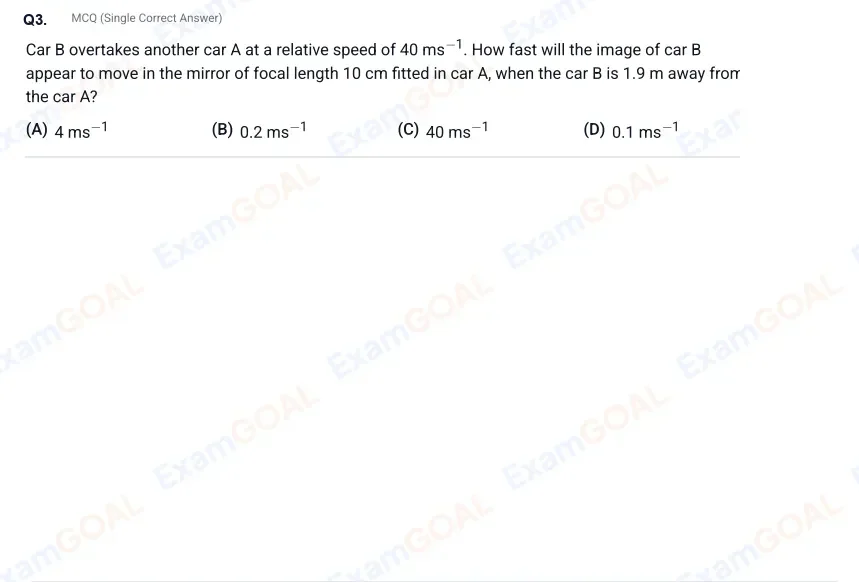 Q3. MCQ (Single Correct Answer)
Car B overtakes another car A at a relative speed of 40 ms⁻¹. How fast will the image of car B
appear to move in the mirror of focal length 10 cm fitted in car A, when the car B is 1.9 m away from
the car A?
(A) 4 ms⁻¹ (B) 0.2 ms⁻¹ (C) 40 ms⁻¹ (D) 0.1 ms⁻¹
ExamGOAL
ExamGOAL
ExamGOAL
ExamGOAL
ExamGOAL
ExamGOAL
ExamGOAL